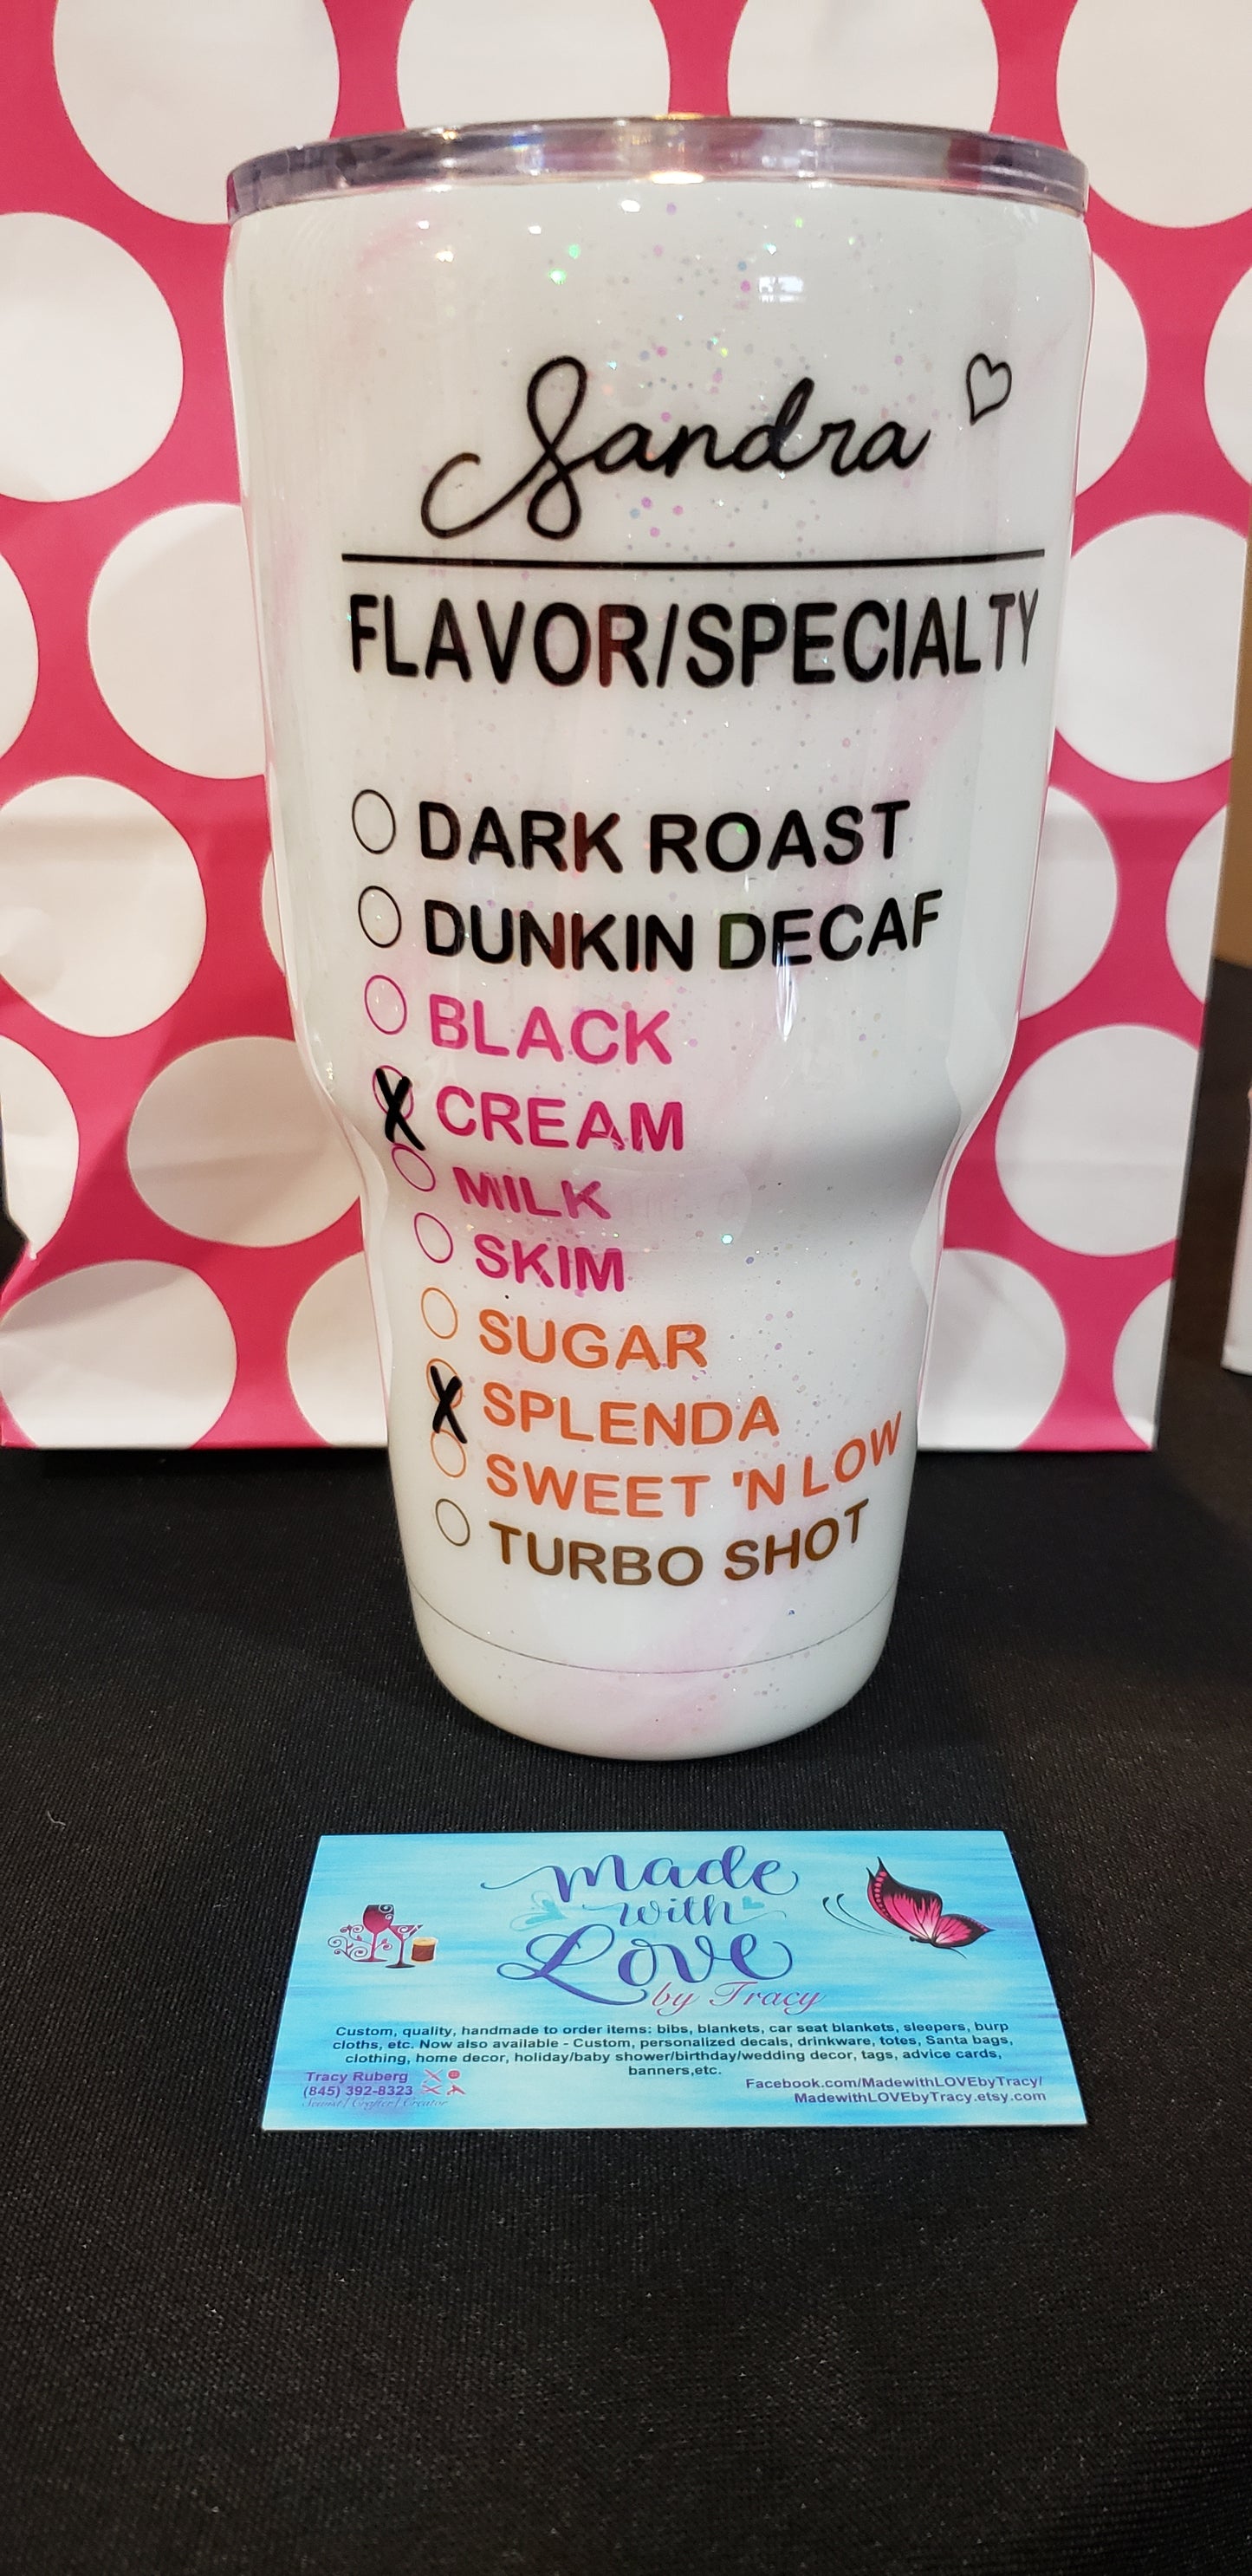 Sandra
FLAVOR/SPECIALTY
DARK ROAST
DUNKIN DECAF
BLACK
X CREAM
MILK
SKIM
SUGAR
X SPLENDA
SWEET 'N LOW
TURBO SHOT
made
with
Love
by Tracy
Custom, quality, handmade to order items: bibs, blankets, car seat blankets, sleepers, burp
cloths, etc. Now also available - Custom, personalized decals, drinkware, totes, Santa bags,
clothing, home decor, holiday/baby shower/birthday/wedding decor, tags, advice cards,
banners,etc.
Tracy Ruberg
(845) 392-8323
Facebook.com/MadewithLOVEbyTracy/
MadewithLOVEbyTracy.etsy.com